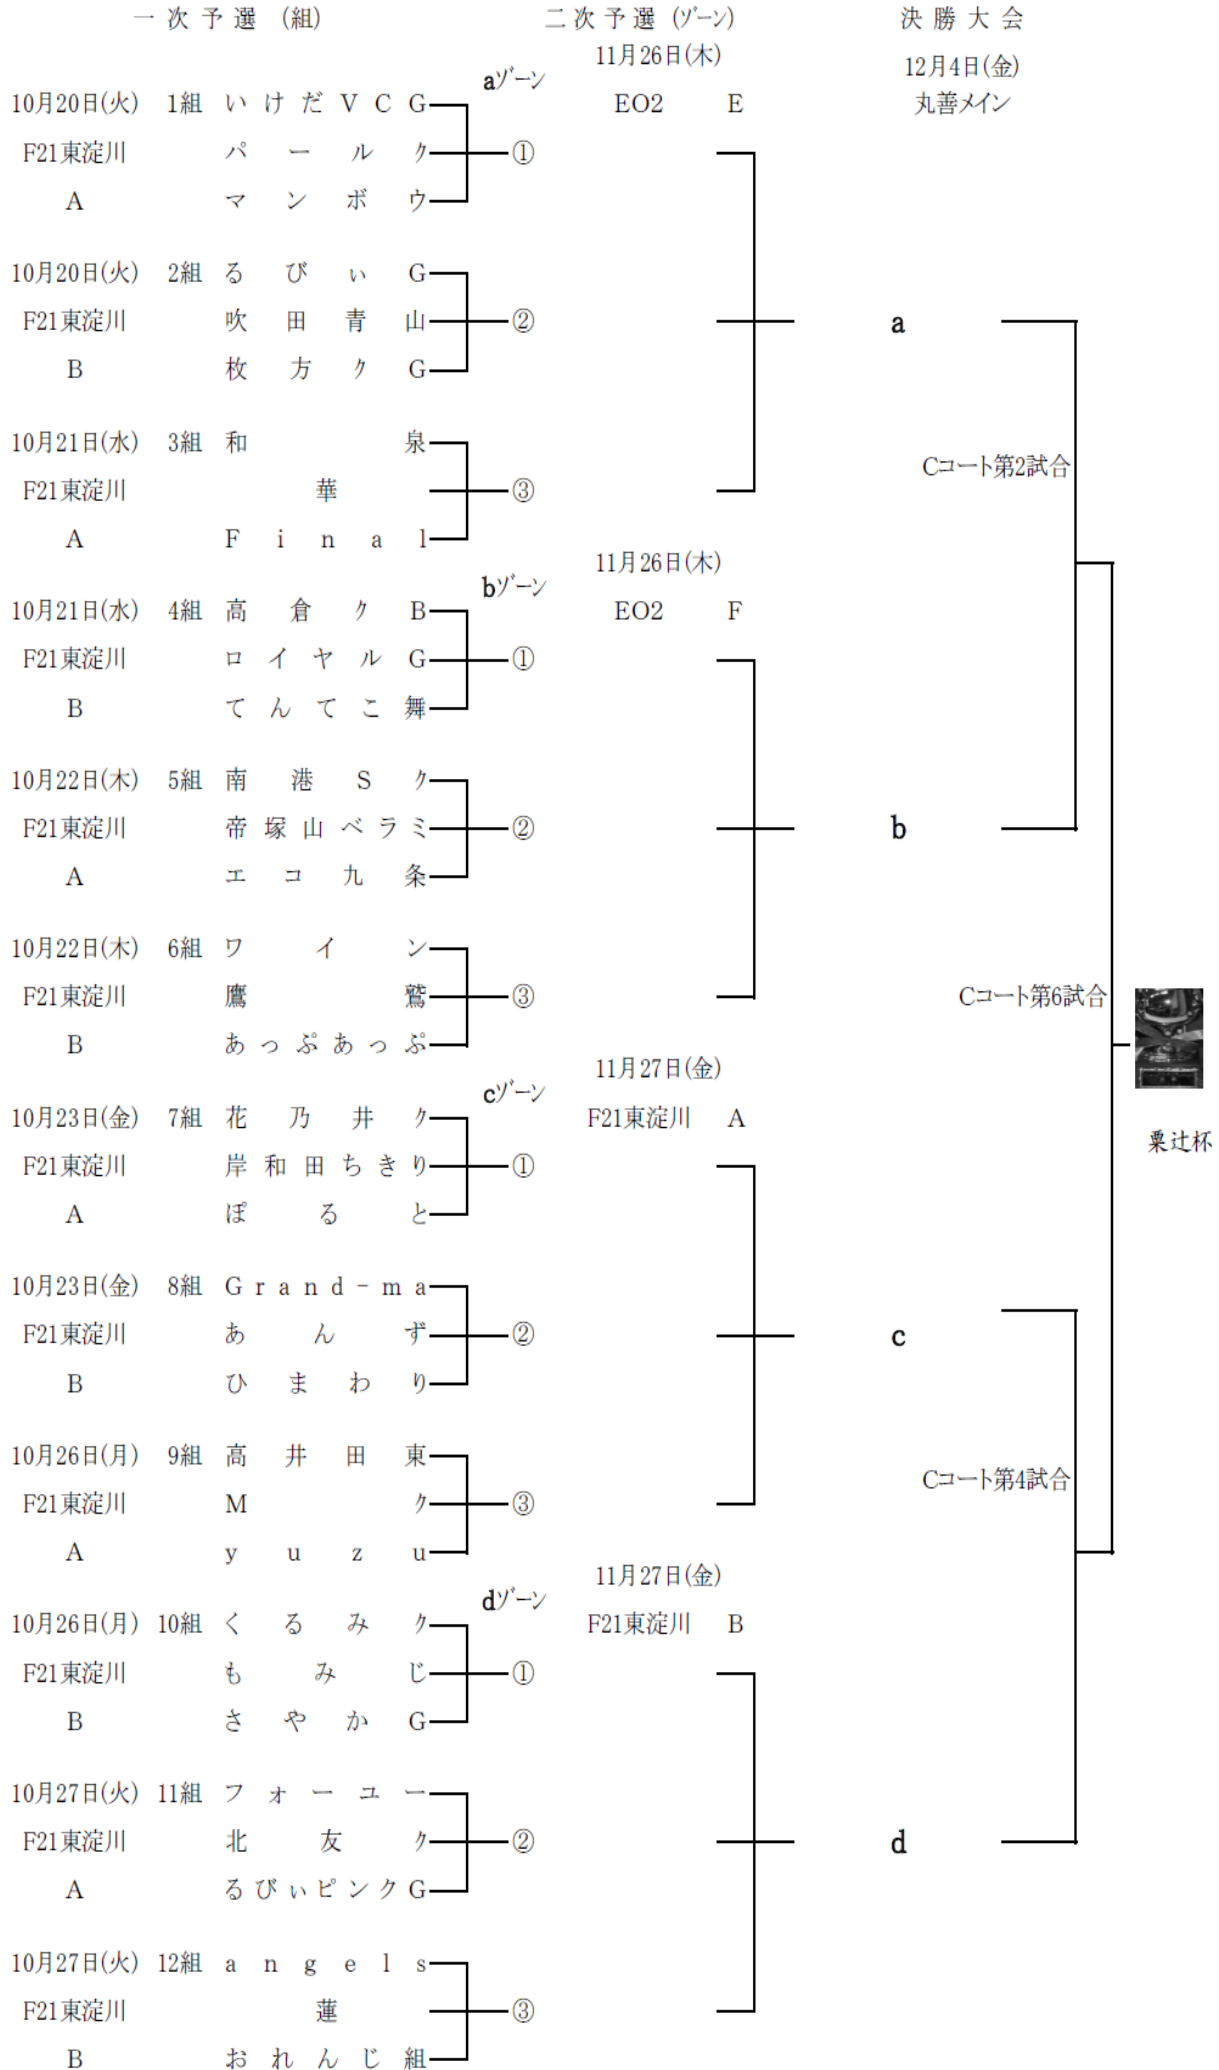 一次予選(組) 二次予選(ｿﾞｰﾝ) 決勝大会
11月26日(木) 12月4日(金)
aｿﾞｰﾝ
10月20日(火) 1組 いけだVCG EO2 E 丸善メイン
F21東淀川 パールク ①
A マンボウ
10月20日(火) 2組 るびぃG
F21東淀川 吹田青山 ② a
B 枚方クG
10月21日(水) 3組 和泉
Cコート第2試合
F21東淀川 華 ③
A Final
11月26日(木)
bｿﾞｰﾝ
10月21日(水) 4組 高倉クB EO2 F
F21東淀川 ロイヤルG ①
B てんてこ舞
10月22日(木) 5組 南港Sク
F21東淀川 帝塚山ベラミ ② b
A エコ九条
10月22日(木) 6組 ワイン
F21東淀川 鷹鷲 ③ Cコート第6試合
B あっぷあっぷ
11月27日(金)
cｿﾞｰﾝ
10月23日(金) 7組 花乃井ク F21東淀川 A
粟辻杯
F21東淀川 岸和田ちきり ①
A ぽると
10月23日(金) 8組 Grand-ma
F21東淀川 あんず ② c
B ひまわり
10月26日(月) 9組 高井田東
Cコート第4試合
F21東淀川 Mク ③
A yuzu
11月27日(金)
dｿﾞｰﾝ
10月26日(月) 10組 くるみク F21東淀川 B
F21東淀川 もみじ ①
B さやかG
10月27日(火) 11組 フォーユー
F21東淀川 北友ク ② d
A るびぃピンクG
10月27日(火) 12組 angels
F21東淀川 蓮 ③
B おれんじ組